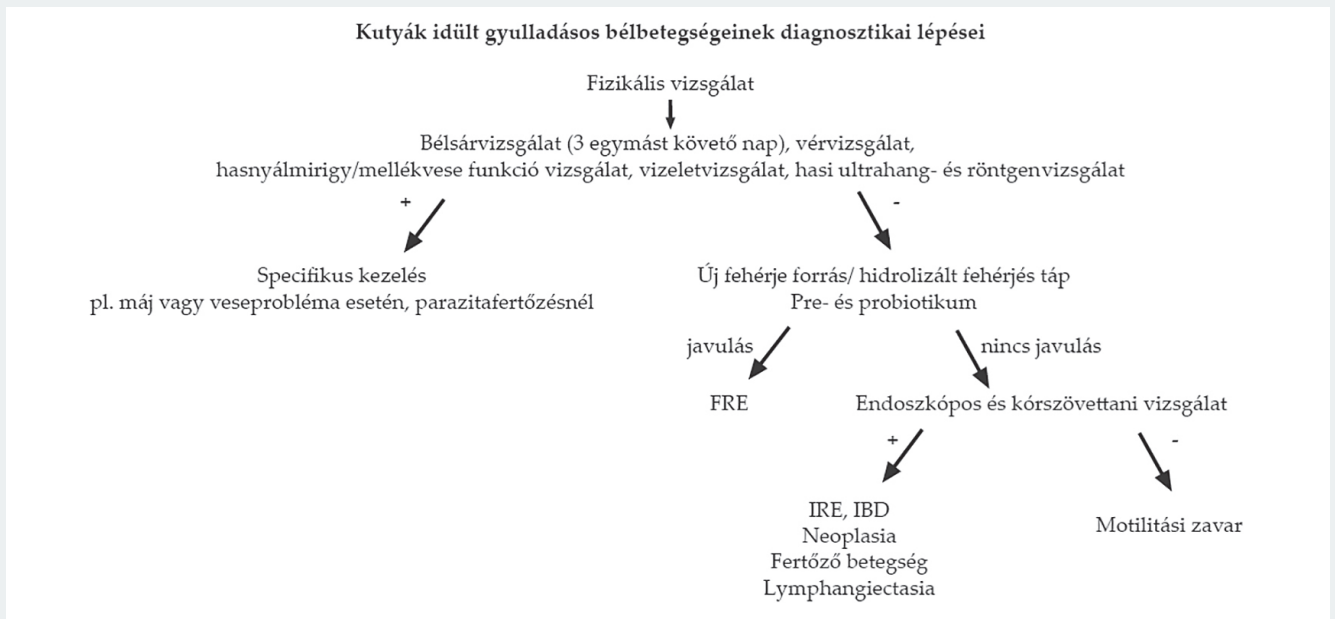 Kutyák idült gyulladásos bélbetegségeinek diagnosztikai lépései
Fizikális vizsgálat
Bélsárvizsgálat (3 egymást követő nap), vérvizsgálat,
hasnyálmirigy/mellékvese funkció vizsgálat, vizeletvizsgálat, hasi ultrahang- és röntgenvizsgálat
+
-
Specifikus kezelés
pl. máj vagy veseprobléma esetén, parazitafertőzésnél
Új fehérje forrás/ hidrolizált fehérjés táp
Pre- és probiotikum
javulás
nincs javulás
FRE
Endoszkópos és kórszövettani vizsgálat
+
-
IRE, IBD
Neoplasia
Fertőző betegség
Lymphangiectasia
Motilitási zavar